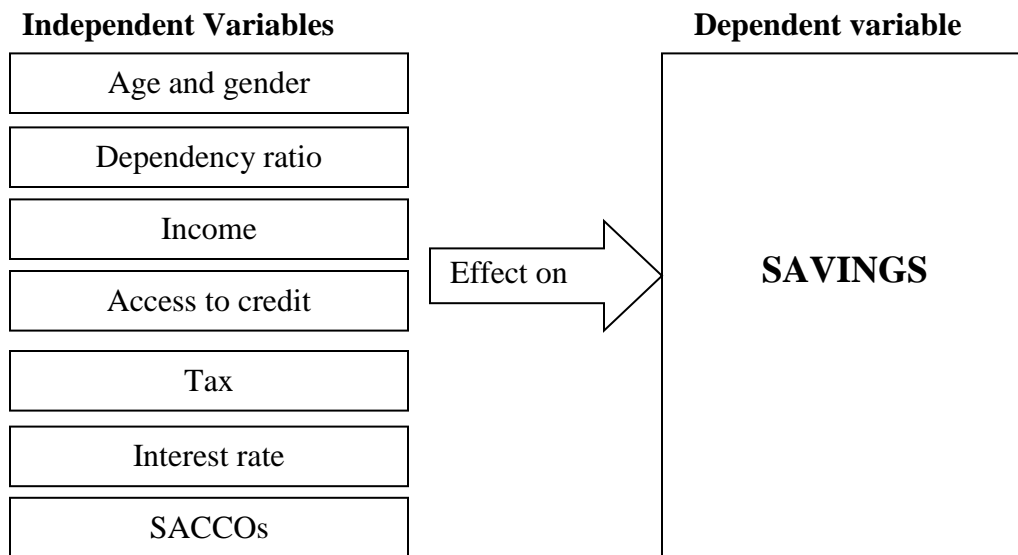 Independent Variables
Age and gender
Dependency ratio
Income
Access to credit
Tax
Interest rate
SACCOs
Effect on
Dependent variable
SAVINGS